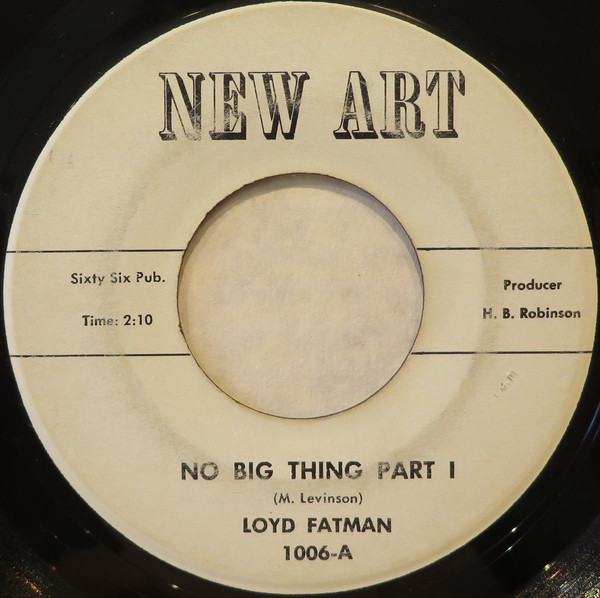 NEW ART
Sixty Six Pub.
Time: 2:10
Producer
H. B. Robinson
NO BIG THING PART I
(M. Levinson)
LOYD FATMAN
1006-A